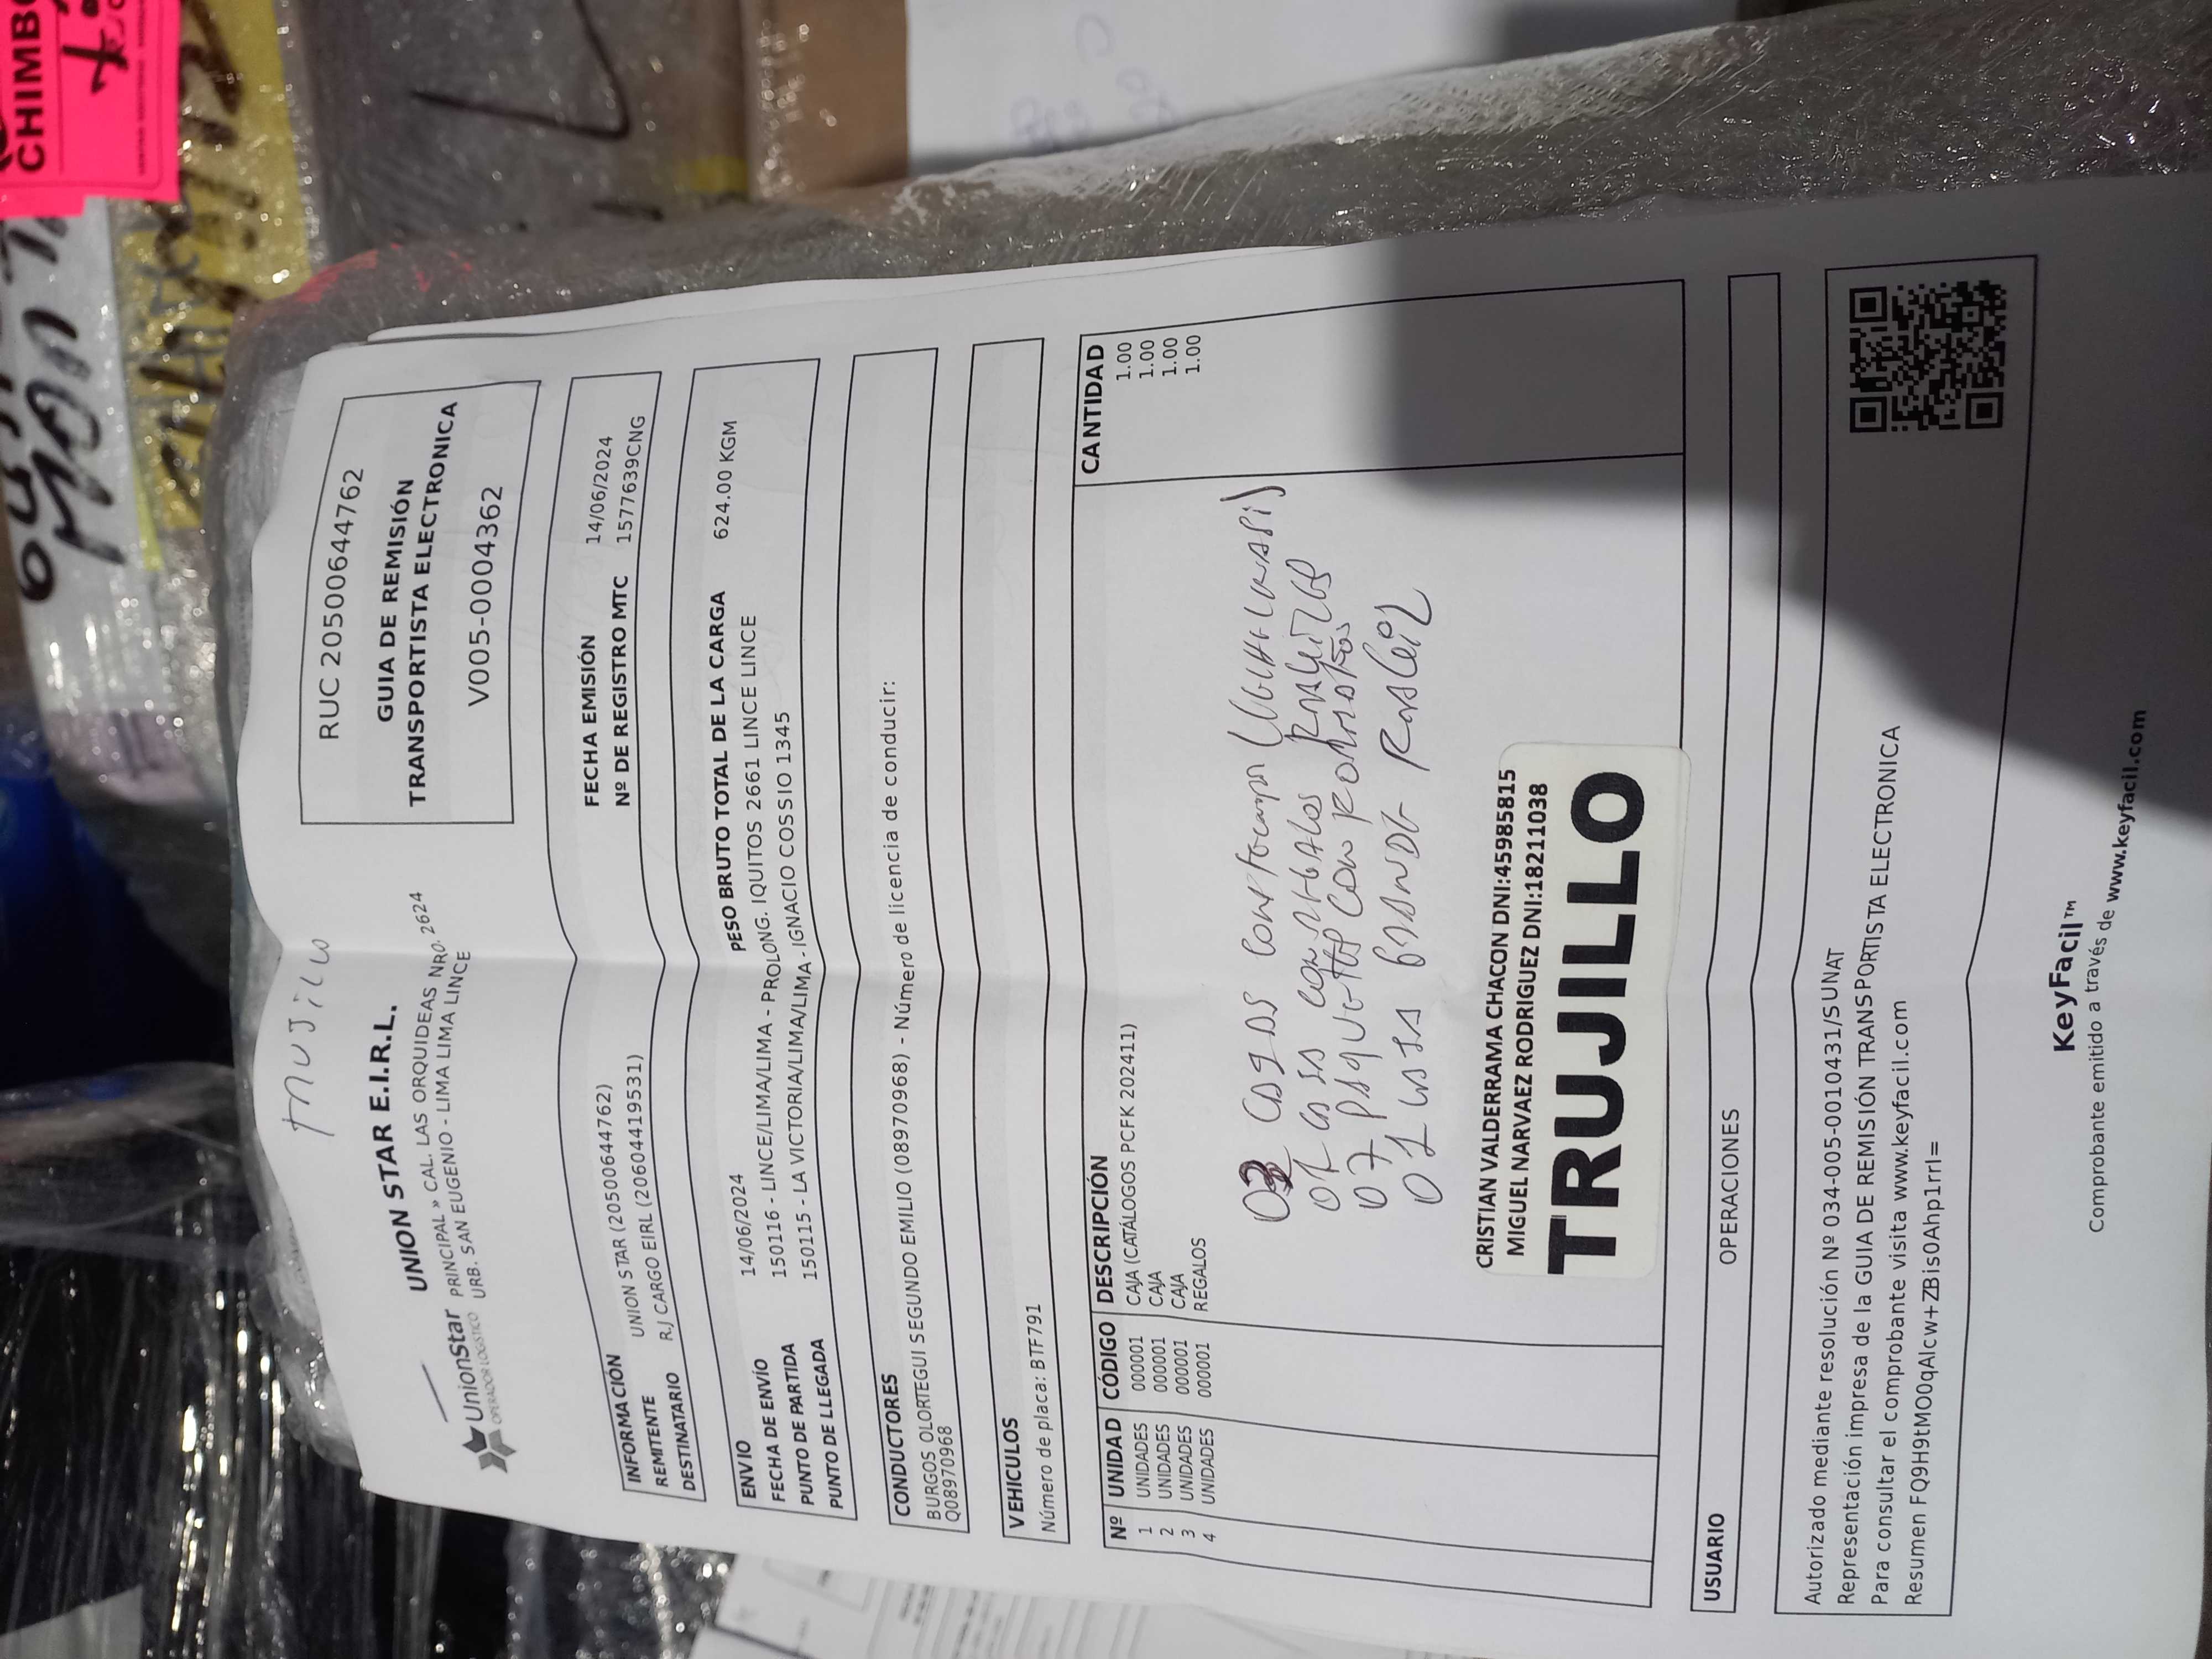 CHIMB
Trujillo
RUC 20500644762
GUIA DE REMISIÓN
TRANSPORTISTA ELECTRONICA
V005-0004362
UnionStar
OPERADOR LOGISTICO
UNION STAR E.I.R.L.
PRINCIPAL » CAL. LAS ORQUIDEAS NRO. 2624
URB. SAN EUGENIO - LIMA LIMA LINCE
FECHA EMISIÓN 14/06/2024
Nº DE REGISTRO MTC 1577639CNG
INFORMACIÓN
REMITENTE UNION STAR (20500644762)
DESTINATARIO RJ CARGO EIRL (20604419531)
ENVIO
PESO BRUTO TOTAL DE LA CARGA 624.00 KGM
FECHA DE ENVÍO 14/06/2024
PUNTO DE PARTIDA 150116 - LINCE/LIMA/LIMA - PROLONG. IQUITOS 2661 LINCE LINCE
PUNTO DE LLEGADA 150115 - LA VICTORIA/LIMA/LIMA - IGNACIO COSSIO 1345
CONDUCTORES
BURGOS OLORTEGUI SEGUNDO EMILIO (08970968) - Número de licencia de conducir:
Q08970968
VEHICULOS
Número de placa: BTF791
Nº UNIDAD CÓDIGO DESCRIPCIÓN CANTIDAD
1 UNIDADES 000001 CAJA (CATÁLOGOS PCFK 202411) 1.00
2 UNIDADES 000001 CAJA 1.00
3 UNIDADES 000001 CAJA 1.00
4 UNIDADES 000001 REGALOS 1.00
03
01 con
07 paquetes con
01 grande
CRISTIAN VALDERRAMA CHACON DNI:45985815
MIGUEL NARVAEZ RODRIGUEZ DNI:18211038
TRUJILLO
USUARIO OPERACIONES
Autorizado mediante resolución Nº 034-005-0010431/SUNAT
Representación impresa de la GUIA DE REMISIÓN TRANSPORTISTA ELECTRONICA
Para consultar el comprobante visita www.keyfacil.com
Resumen FQ9H9tMO0qAlcw+ZBis0Ahp1rrI=
KeyFacil™
Comprobante emitido a través de www.keyfacil.com